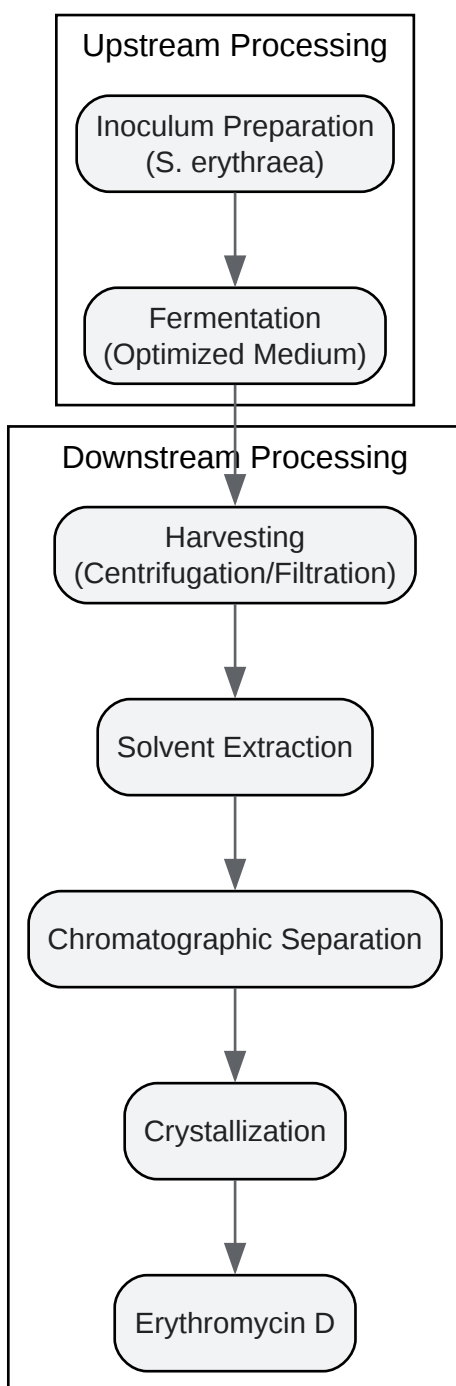 Upstream Processing
Inoculum Preparation
(S. erythraea)
Fermentation
(Optimized Medium)
Downstream Processing
Harvesting
(Centrifugation/Filtration)
Solvent Extraction
Chromatographic Separation
Crystallization
Erythromycin D